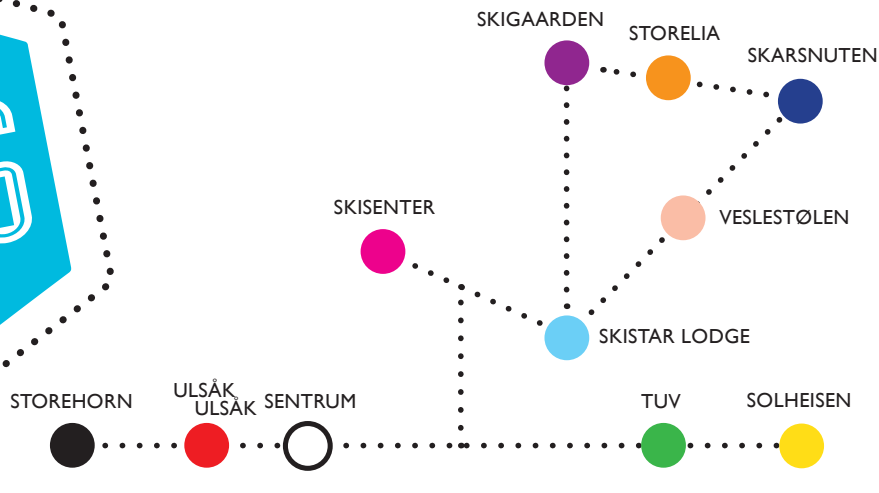 SKIGAARDEN
STORELIA
SKARSNUTEN
SKISENTER
VESLESTØLEN
SKISTAR LODGE
STOREHORN
ULSÅK
ULSÅK
SENTRUM
TUV
SOLHEISEN